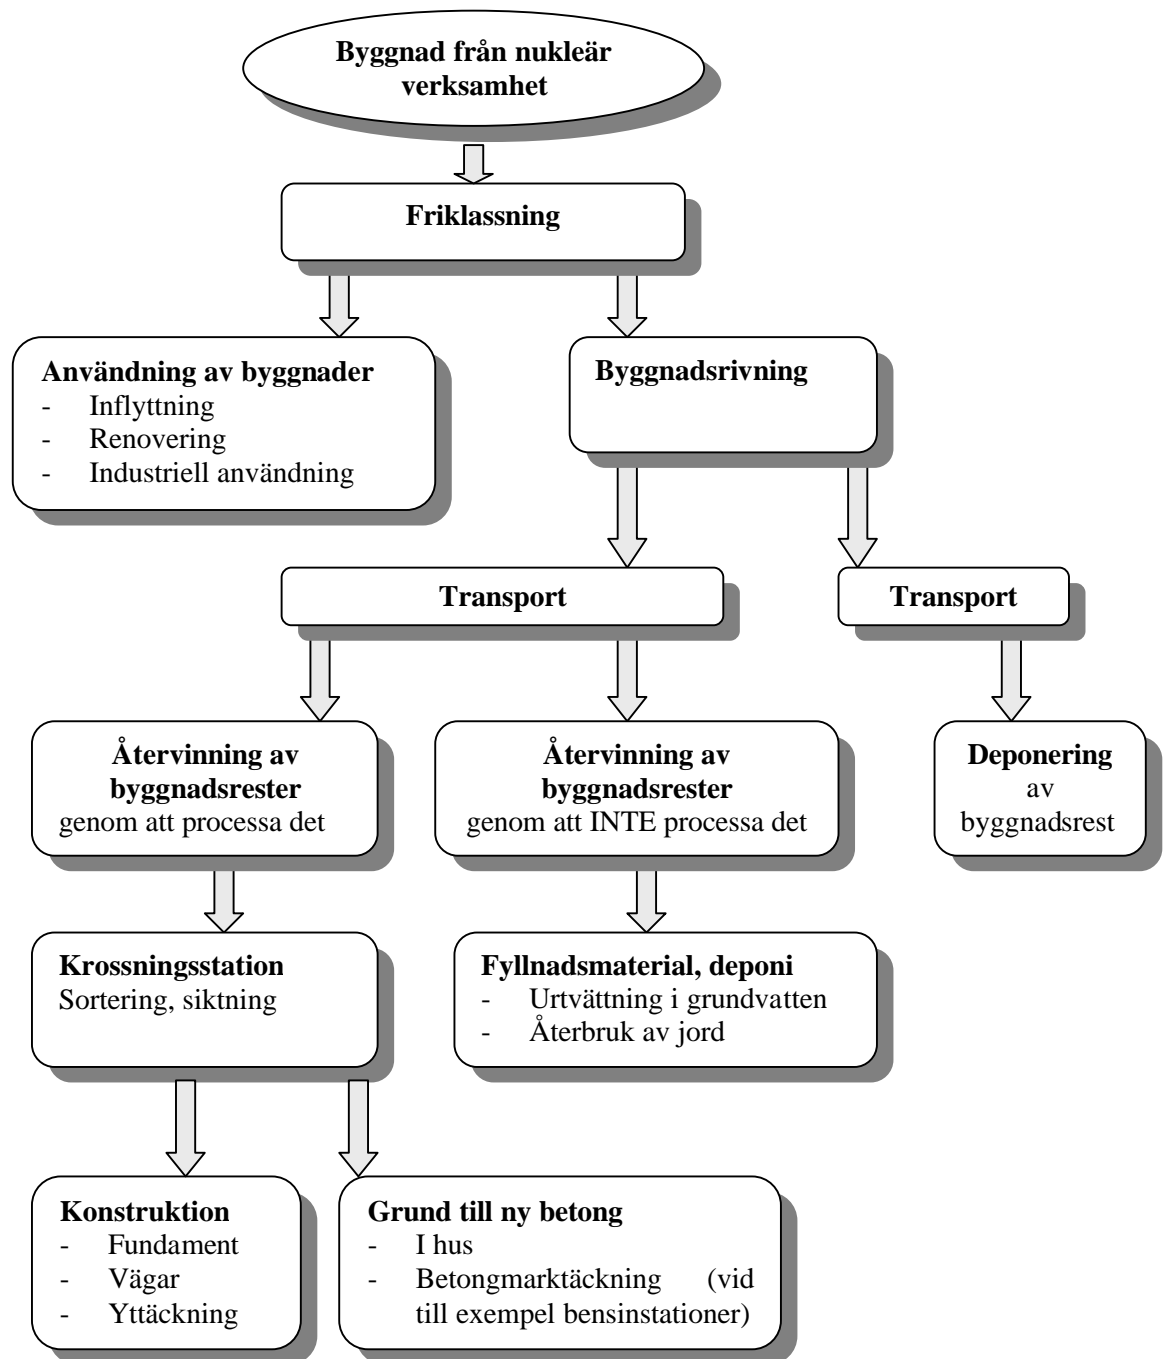 Byggnad från nukleär
verksamhet
Friklassning
Användning av byggnader
- Inflyttning
- Renovering
- Industriell användning
Byggnadsrivning
Transport
Transport
Återvinning av
byggnadsrester
genom att processa det
Återvinning av
byggnadsrester
genom att INTE processa det
Deponering
av
byggnadsrest
Krossningsstation
Sortering, siktning
Fyllnadsmaterial, deponi
- Urtvättning i grundvatten
- Återbruk av jord
Konstruktion
- Fundament
- Vägar
- Yttäckning
Grund till ny betong
- I hus
- Betongmarktäckning (vid
till exempel bensinstationer)